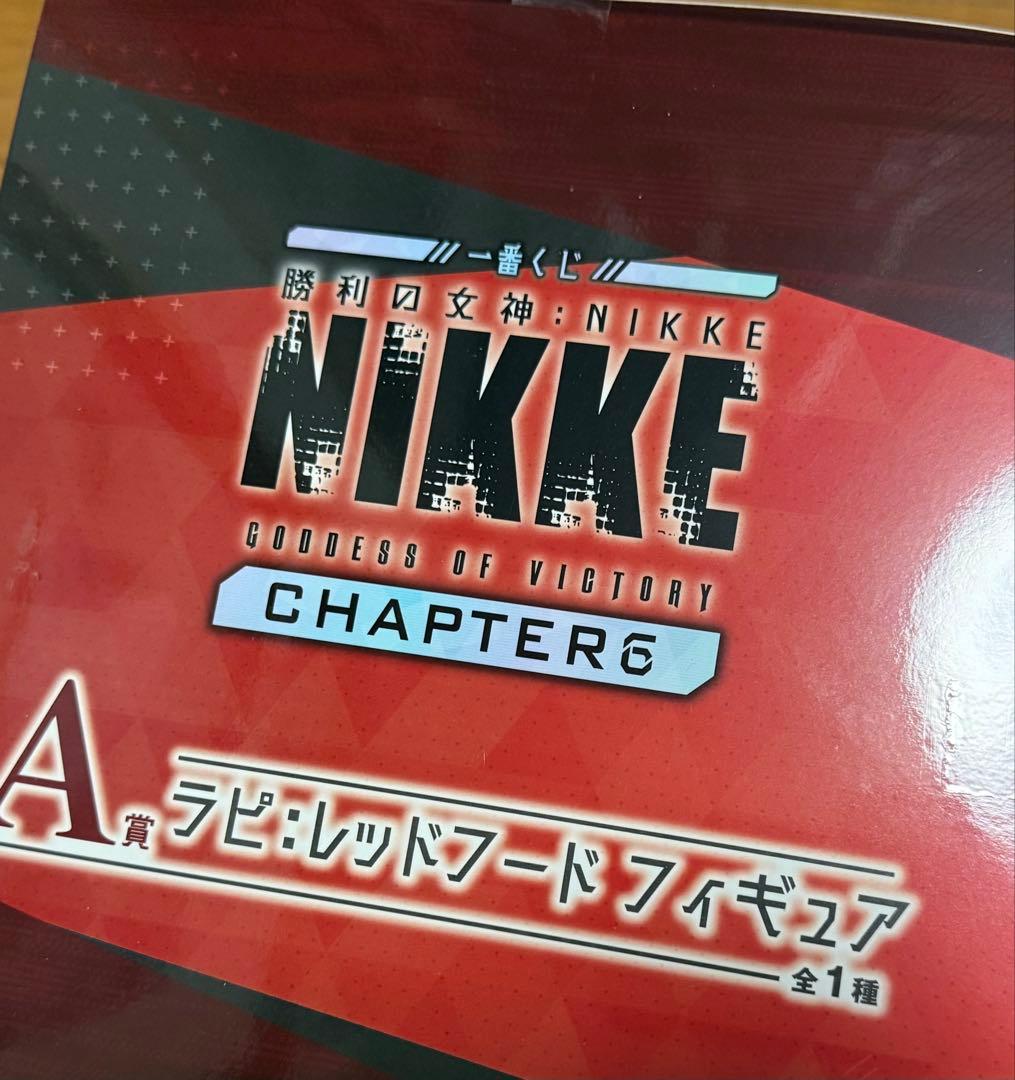 一番くじ
勝利の女神:NIKKE
NIKKE
GODDESS OF VICTORY
CHAPTER6
A賞 ラピ:レッドフード フィギュア
全1種